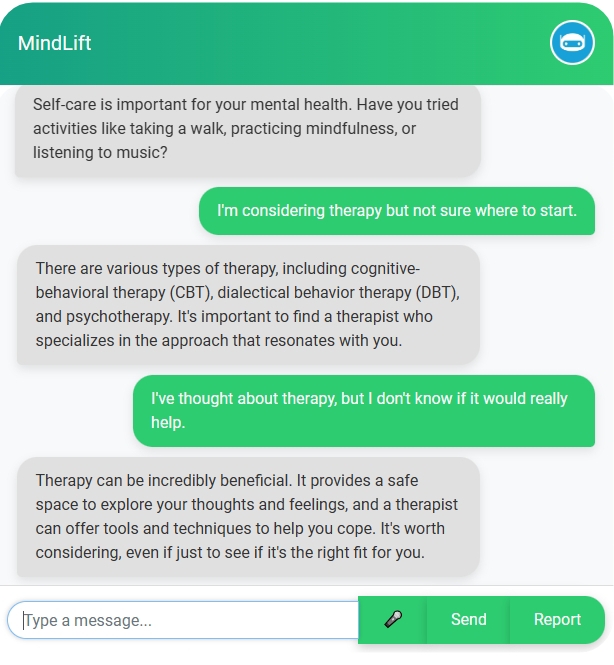 MindLift
Self-care is important for your mental health. Have you tried
activities like taking a walk, practicing mindfulness, or
listening to music?
I'm considering therapy but not sure where to start.
There are various types of therapy, including cognitive-
behavioral therapy (CBT), dialectical behavior therapy (DBT),
and psychotherapy. It's important to find a therapist who
specializes in the approach that resonates with you.
I've thought about therapy, but I don't know if it would really
help.
Therapy can be incredibly beneficial. It provides a safe
space to explore your thoughts and feelings, and a therapist
can offer tools and techniques to help you cope. It's worth
considering, even if just to see if it's the right fit for you.
Type a message...
Send
Report